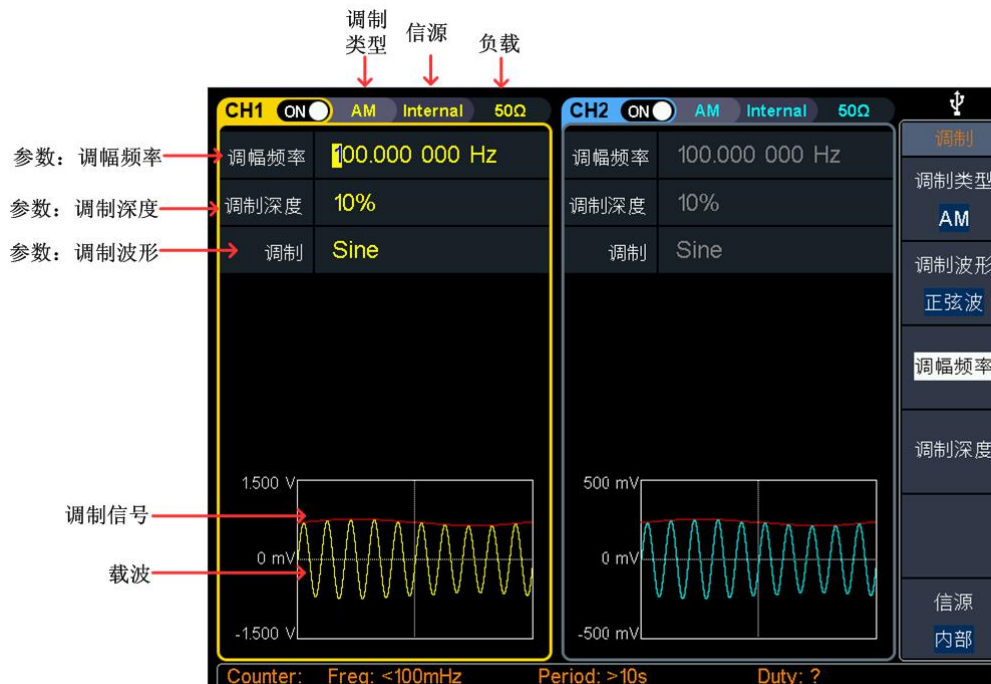 调制
类型
信源
负载
CH1 ON AM Internal 50Ω
CH2 ON AM Internal 50Ω
调制
参数：调幅频率
调幅频率 100.000 000 Hz
调幅频率 100.000 000 Hz
调制类型
AM
参数：调制深度
调制深度 10%
调制深度 10%
参数：调制波形
调制 Sine
调制 Sine
调制波形
正弦波
调幅频率
调制深度
1.500 V
500 mV
调制信号
0 mV
0 mV
载波
-1.500 V
-500 mV
信源
内部
Counter: Freq: <100mHz Period: >10s Duty: ?